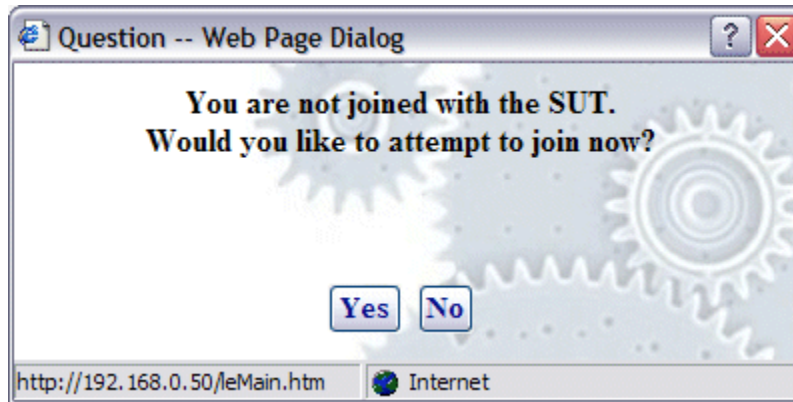 Question -- Web Page Dialog
You are not joined with the SUT.
Would you like to attempt to join now?
Yes No
http://192.168.0.50/leMain.htm Internet